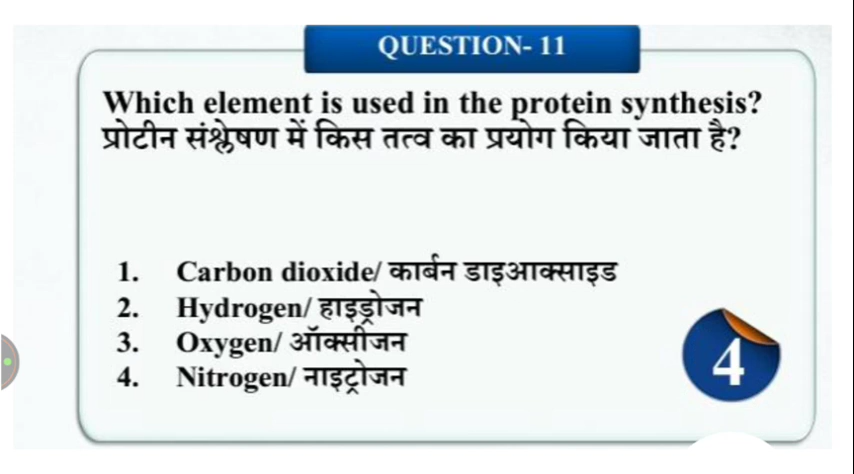 QUESTION- 11
Which element is used in the protein synthesis?
प्रोटीन संश्लेषण में किस तत्व का प्रयोग किया जाता है?
1. Carbon dioxide/ कार्बन डाइआक्साइड
2. Hydrogen/ हाइड्रोजन
3. Oxygen/ ऑक्सीजन
4. Nitrogen/ नाइट्रोजन
4